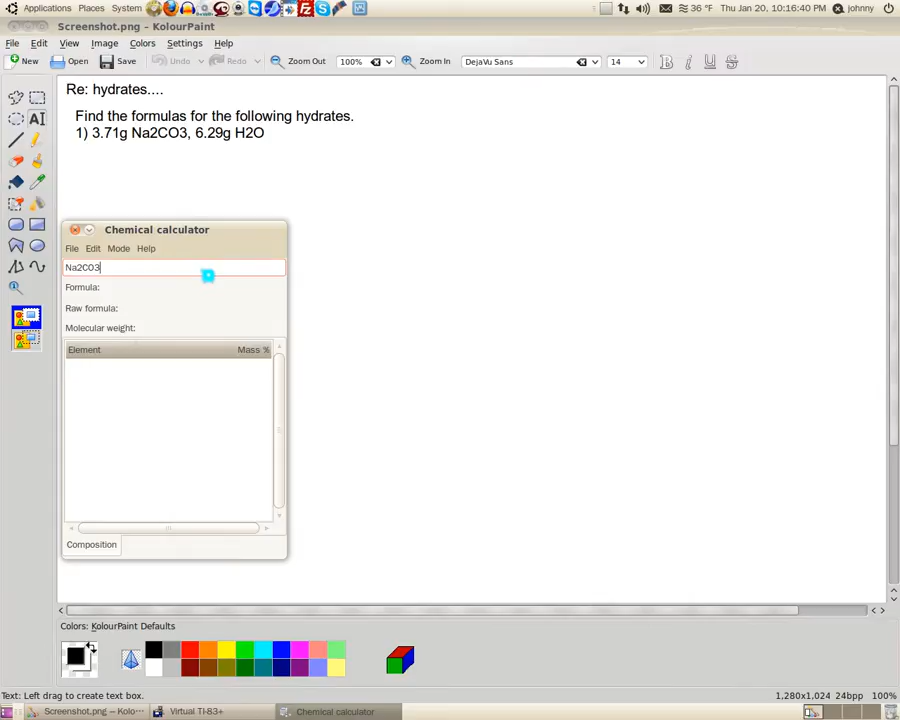 Applications Places System 36 °F Thu Jan 20, 10:16:40 PM johnny
Screenshot.png - KolourPaint
File Edit View Image Colors Settings Help
New Open Save Undo Redo Zoom Out 100% Zoom In DejaVu Sans 14 B I U S
Re: hydrates....
Find the formulas for the following hydrates.
1) 3.71g Na2CO3, 6.29g H2O
Chemical calculator
File Edit Mode Help
Na2CO3
Formula:
Raw formula:
Molecular weight:
Element Mass %
Composition
Colors: KolourPaint Defaults
Text: Left drag to create text box. 1,280x1,024 24bpp 100%
Screenshot.png – Kolo... Virtual TI-83+ Chemical calculator